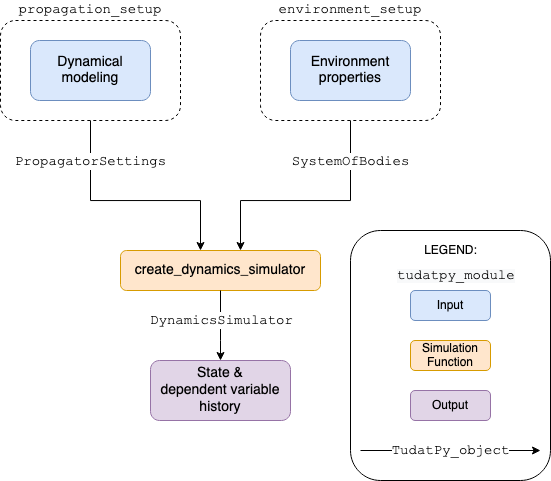 propagation_setup
environment_setup
Dynamical
modeling
Environment
properties
PropagatorSettings
SystemOfBodies
create_dynamics_simulator
DynamicsSimulator
State &
dependent variable
history
LEGEND:
tudatpy_module
Input
Simulation
Function
Output
TudatPy_object